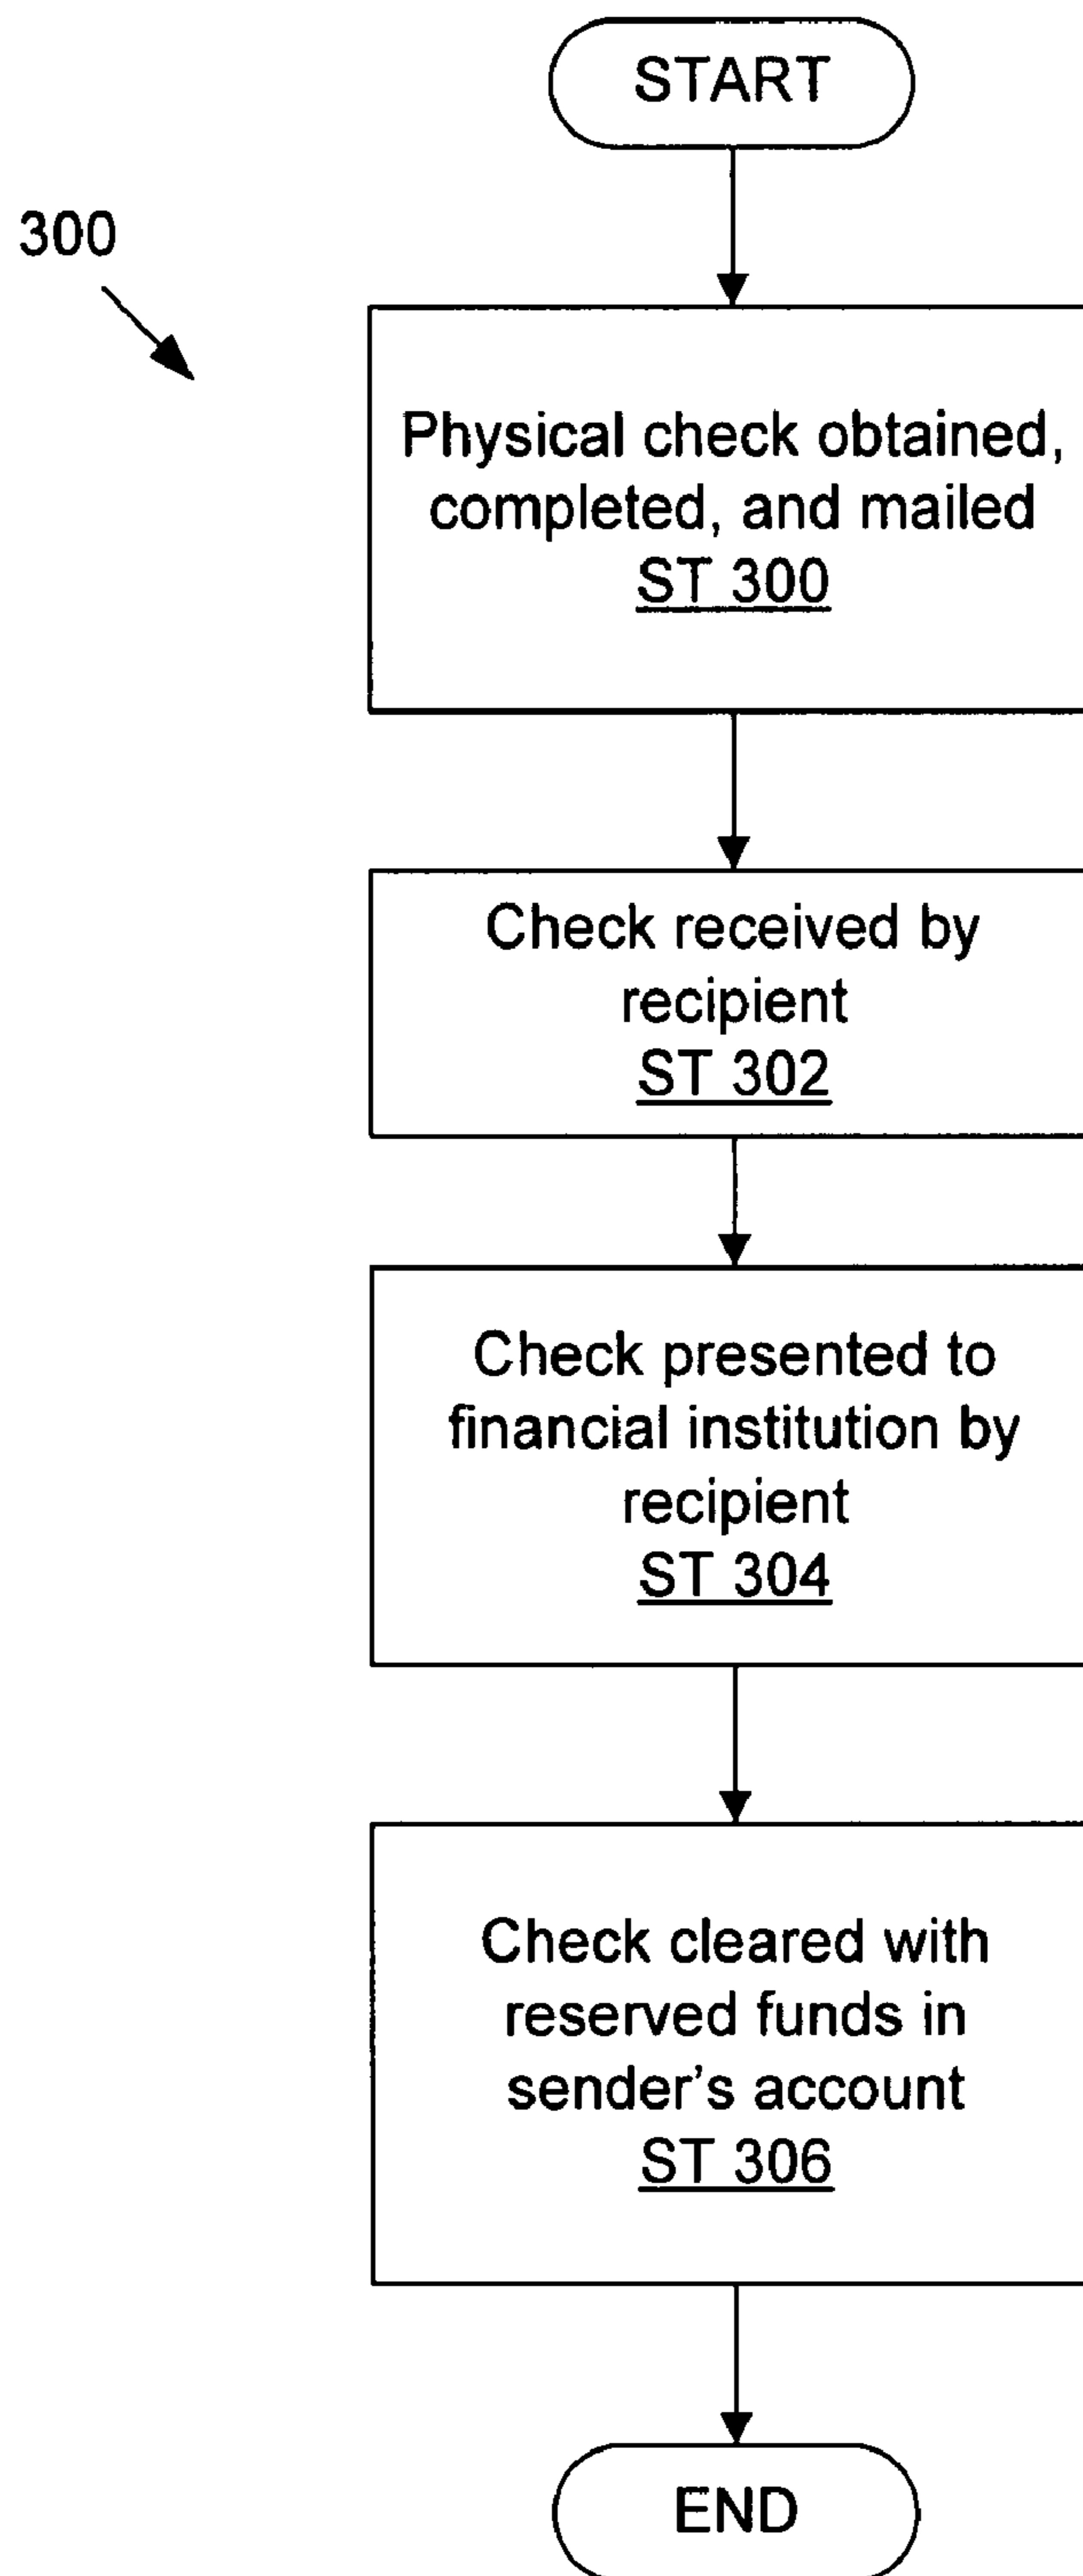 START
300
Physical check obtained,
completed, and mailed
ST 300
Check received by
recipient
ST 302
Check presented to
financial institution by
recipient
ST 304
Check cleared with
reserved funds in
sender's account
ST 306
END